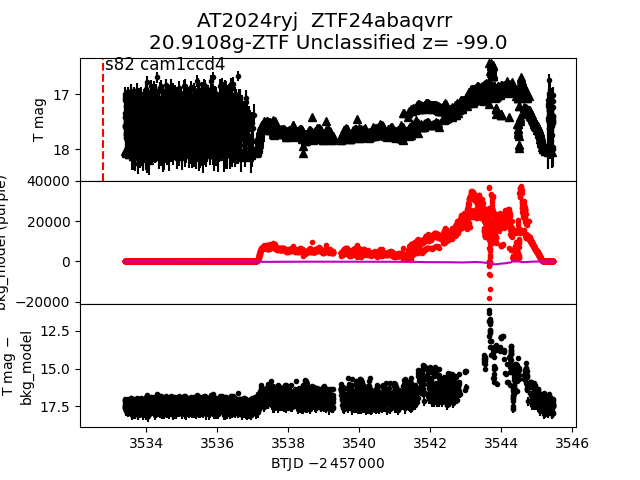 AT2024ryj  ZTF24abaqvrr
20.9108g-ZTF Unclassified z= -99.0
s82 cam1ccd4
T mag
17
18
bkg_model (purple)
40000
20000
0
−20000
T mag −
bkg_model
12.5
15.0
17.5
3534 3536 3538 3540 3542 3544 3546
BTJD −2 457 000